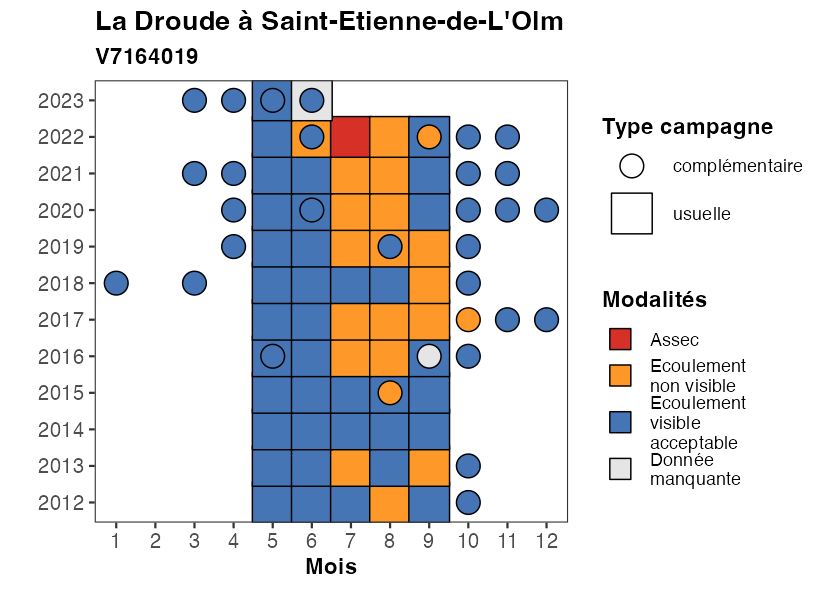 La Droude à Saint-Etienne-de-L'Olm
V7164019
2023
2022
2021
2020
2019
2018
2017
2016
2015
2014
2013
2012
1 2 3 4 5 6 7 8 9 10 11 12
Mois
Type campagne
complémentaire
usuelle
Modalités
Assec
Ecoulement
non visible
Ecoulement
visible
acceptable
Donnée
manquante